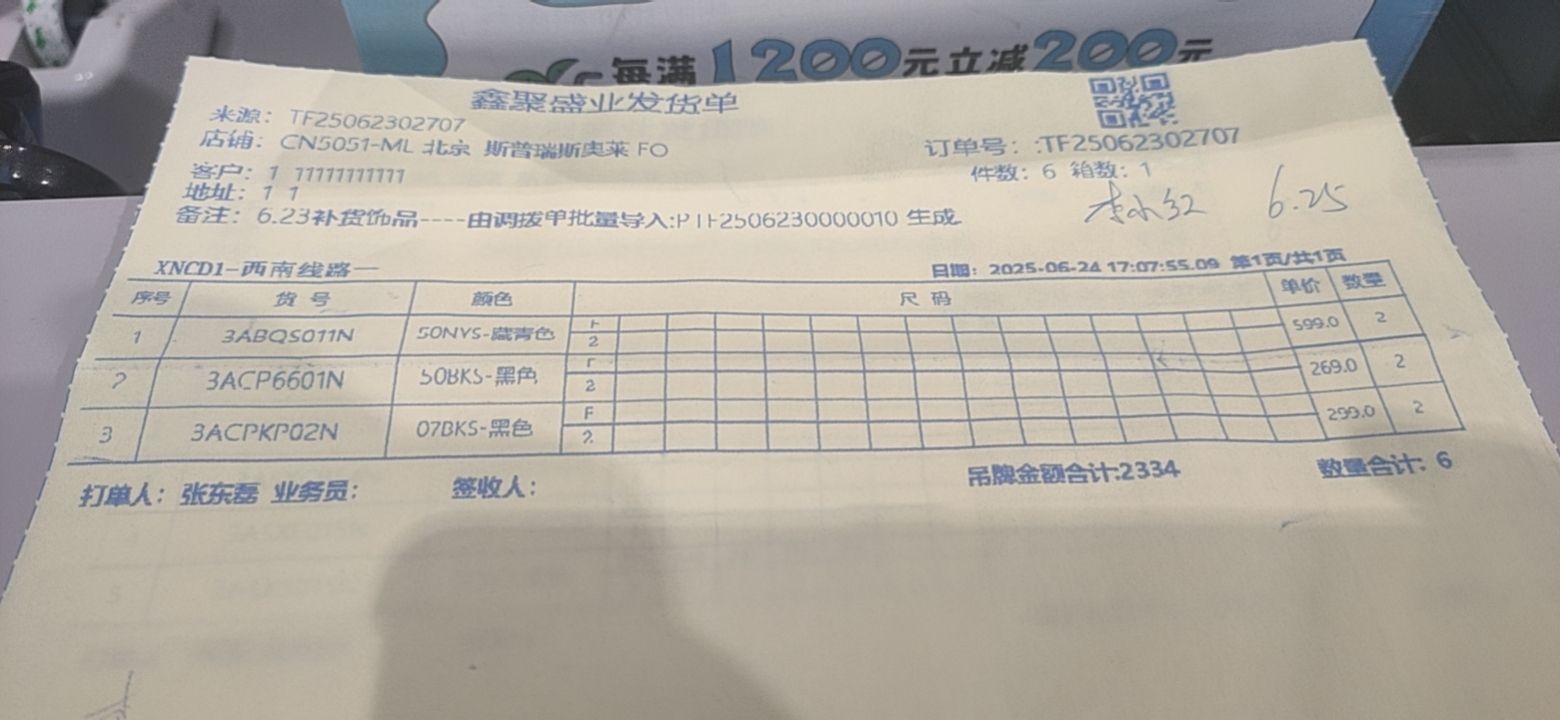 每满1200元立减200元
鑫聚盛业发货单
来源：TF25062302707
店铺：CN5051-ML 北京 斯普瑞斯奥莱 FO
订单号：:TF25062302707
客户：1 11111111111
件数：6 箱数：1
地址：1 1
6.25
备注：6.23补货饰品----由调拨单批量导入:PTF2506230000010 生成
XNCD1-西南线路一
日期：2025-06-24 17:07:55.09 第1页/共1页
序号 货号 颜色 尺码 单价 数量
1 3ABQS011N 50NYS-藏青色 F 2 599.0 2
2 3ACP6601N 50BKS-黑色 F 2 269.0 2
3 3ACPKP02N 07BKS-黑色 F 2 299.0 2
打单人：张东磊 业务员： 签收人： 吊牌金额合计:2334 数量合计: 6